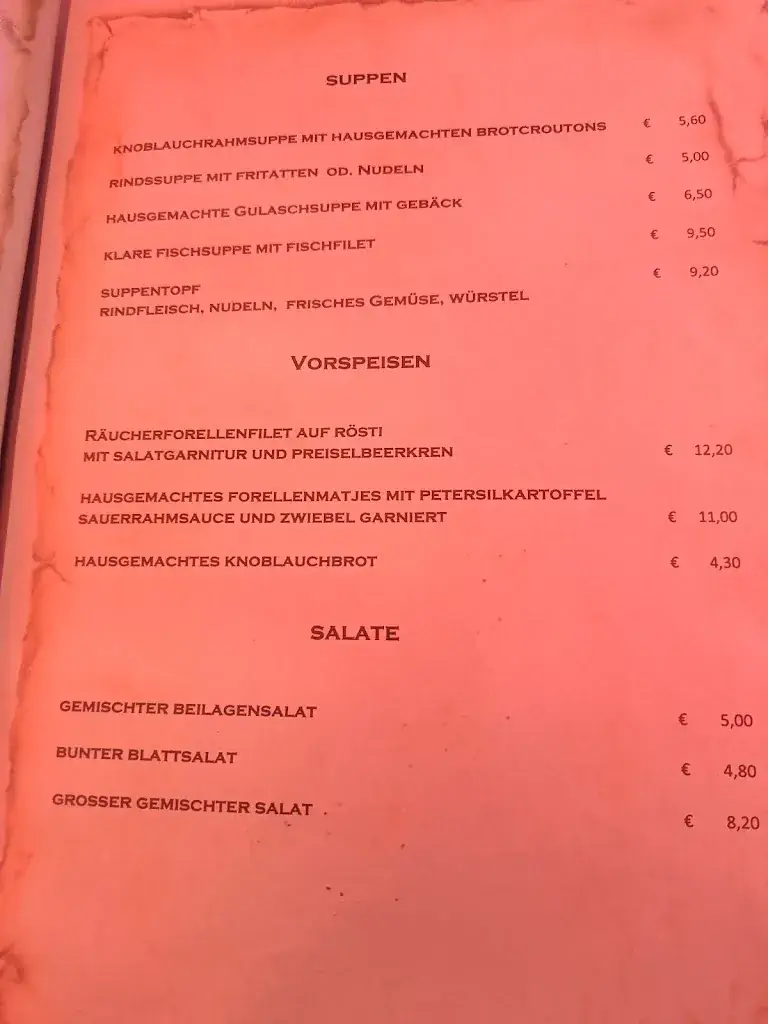 SUPPEN
KNOBLAUCHRAHMSUPPE MIT HAUSGEMACHTEN BROTCROUTONS € 5,60
RINDSSUPPE MIT FRITATTEN OD. NUDELN € 5,00
HAUSGEMACHTE GULASCHSUPPE MIT GEBÄCK € 6,50
KLARE FISCHSUPPE MIT FISCHFILET € 9,50
SUPPENTOPF € 9,20
RINDFLEISCH, NUDELN, FRISCHES GEMÜSE, WÜRSTEL
VORSPEISEN
RÄUCHERFORELLENFILET AUF RÖSTI
MIT SALATGARNITUR UND PREISELBEERKREN € 12,20
HAUSGEMACHTES FORELLENMATJES MIT PETERSILKARTOFFEL
SAUERRAHMSAUCE UND ZWIEBEL GARNIERT € 11,00
HAUSGEMACHTES KNOBLAUCHBROT € 4,30
SALATE
GEMISCHTER BEILAGENSALAT € 5,00
BUNTER BLATTSALAT € 4,80
GROSSER GEMISCHTER SALAT . € 8,20